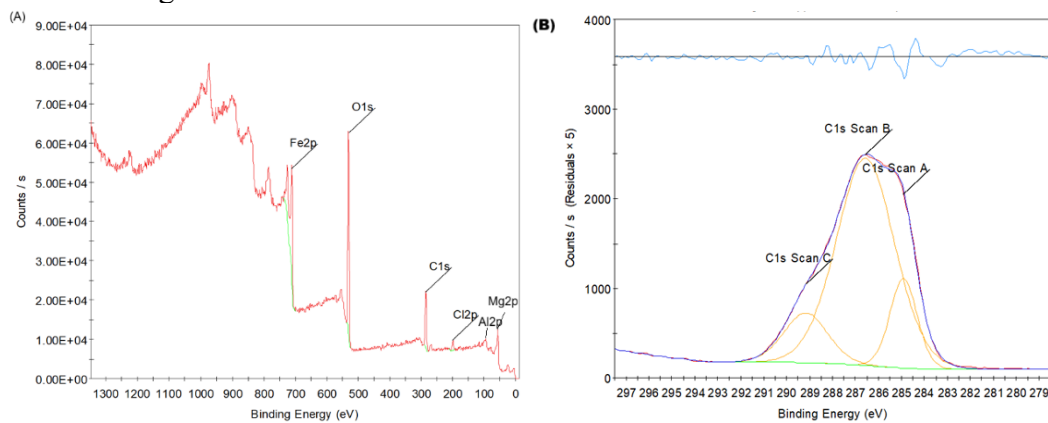 (A)
9.00E+04
8.00E+04
7.00E+04
6.00E+04
5.00E+04
4.00E+04
3.00E+04
2.00E+04
1.00E+04
0.00E+00
Counts / s
O1s
Fe2p
C1s
Cl2p
Al2p
Mg2p
1300 1200 1100 1000 900 800 700 600 500 400 300 200 100 0
Binding Energy (eV)
(B)
4000
3000
2000
1000
0
Counts / s (Residuals × 5)
C1s Scan B
C1s Scan A
C1s Scan C
297 296 295 294 293 292 291 290 289 288 287 286 285 284 283 282 281 280 279
Binding Energy (eV)